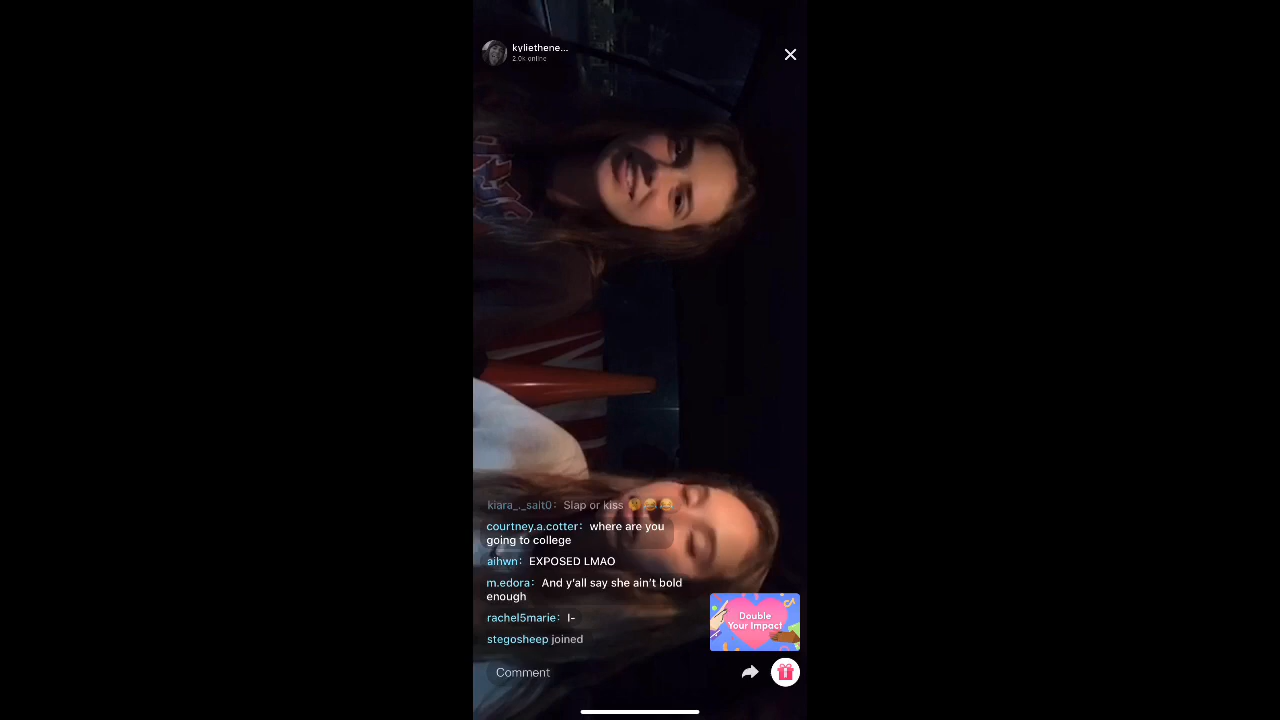 kyliethene...
2.0k online
kiara_._salt0: Slap or kiss 🤔😂😂
courtney.a.cotter: where are you
going to college
aihwn: EXPOSED LMAO
m.edora: And y'all say she ain't bold
enough
rachel5marie: I-
stegosheep joined
Double
Your Impact
Comment